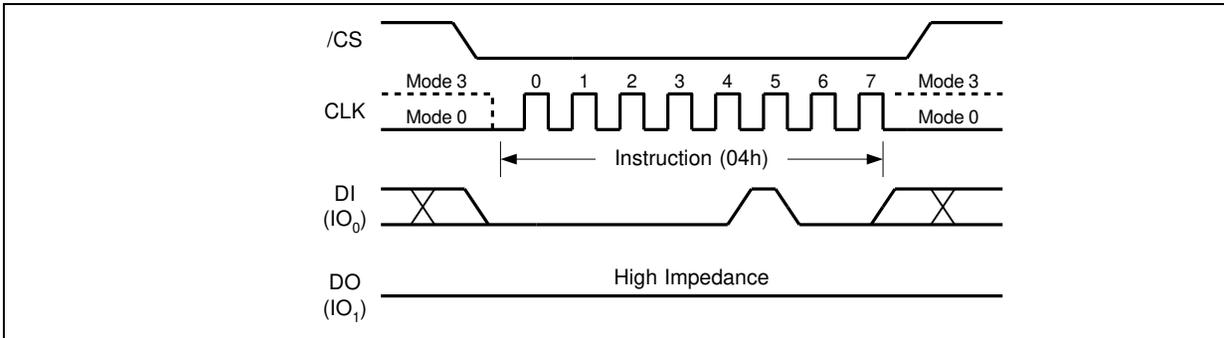 /CS
Mode 3 0 1 2 3 4 5 6 7 Mode 3
CLK
Mode 0 Mode 0
Instruction (04h)
DI
(IO0)
High Impedance
DO
(IO1)